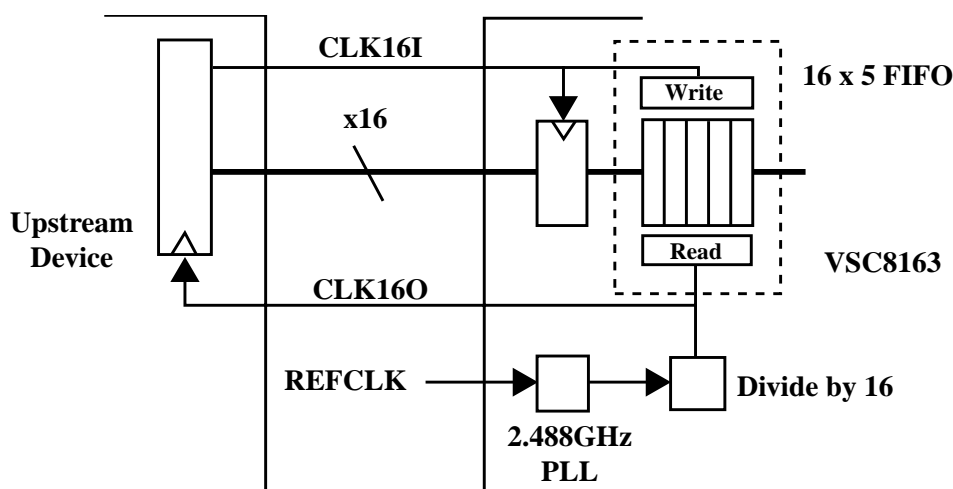 CLK16I
16 x 5 FIFO
Write
x16
Upstream
Device
Read
VSC8163
CLK16O
REFCLK
Divide by 16
2.488GHz
PLL